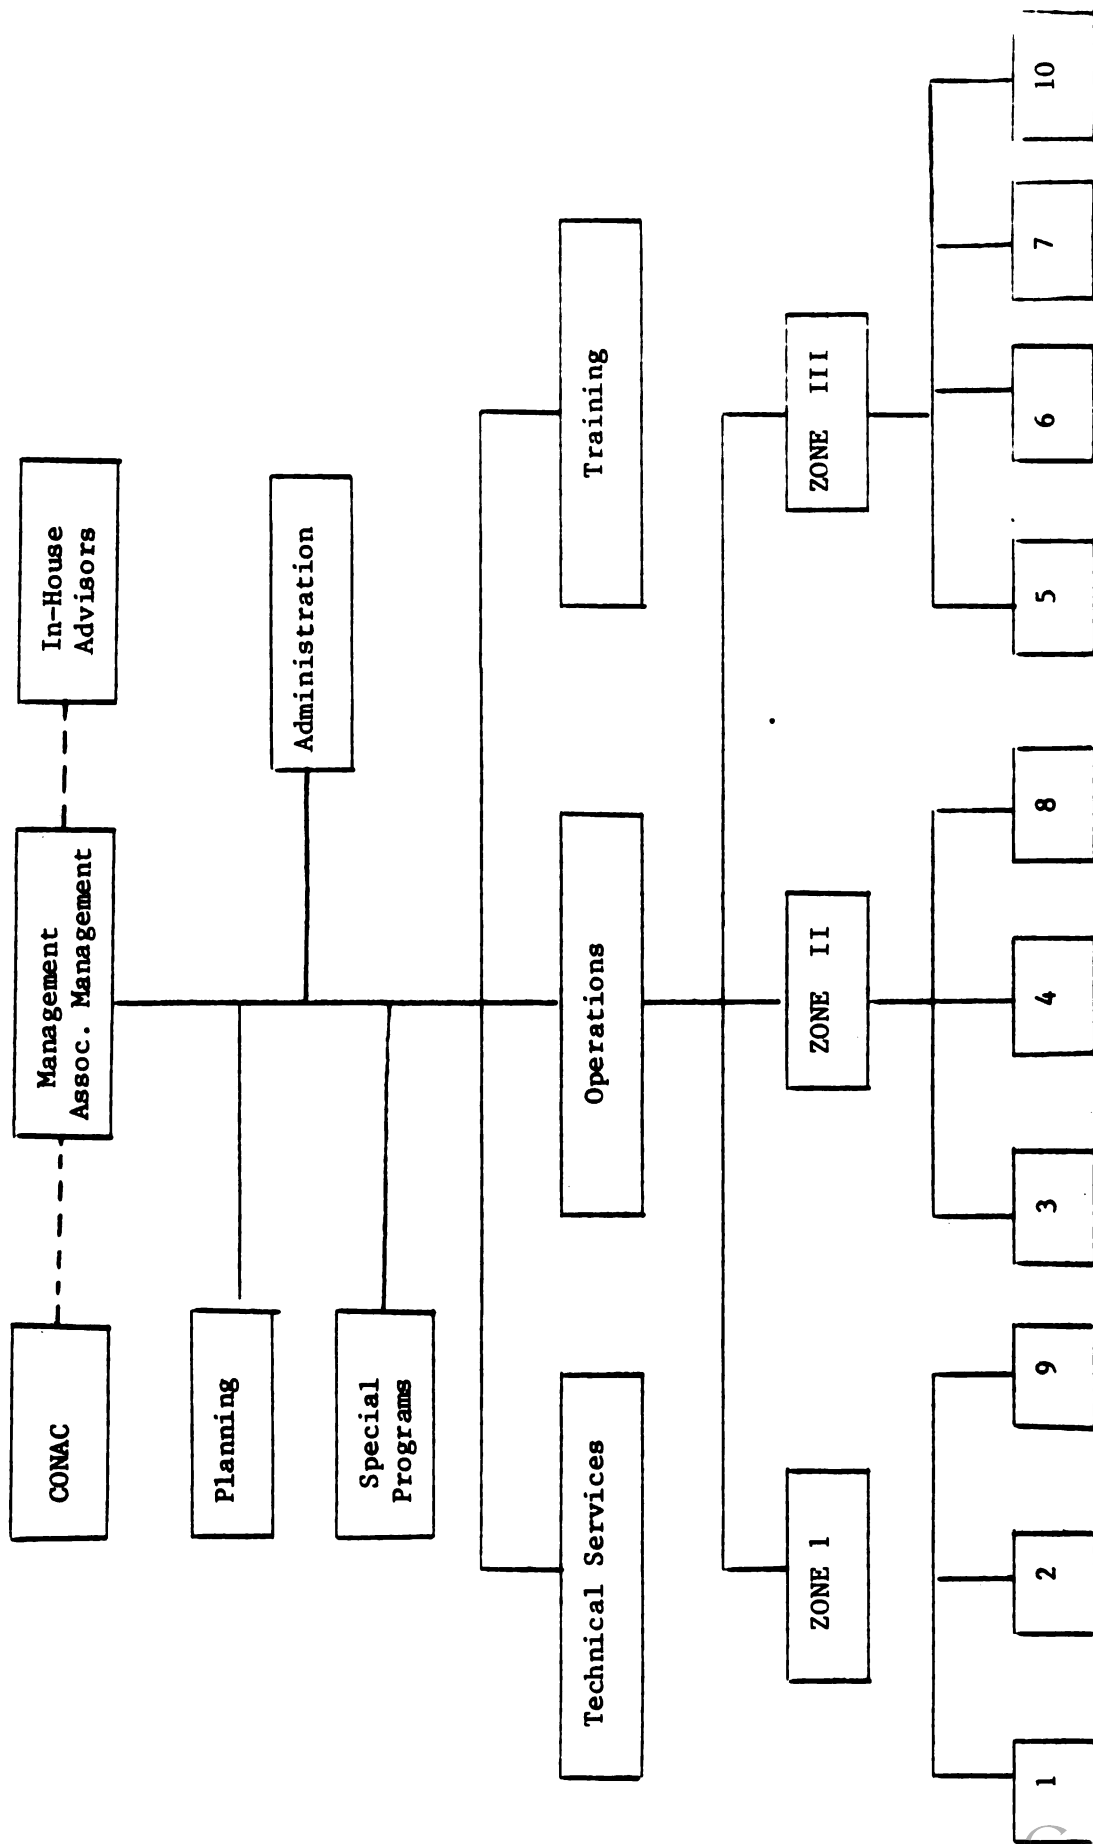 CONAC
Management
Assoc. Management
In-House
Advisors
Planning
Administration
Special
Programs
Technical Services
Operations
Training
ZONE 1
ZONE II
ZONE III
1
2
9
3
4
8
5
6
7
10